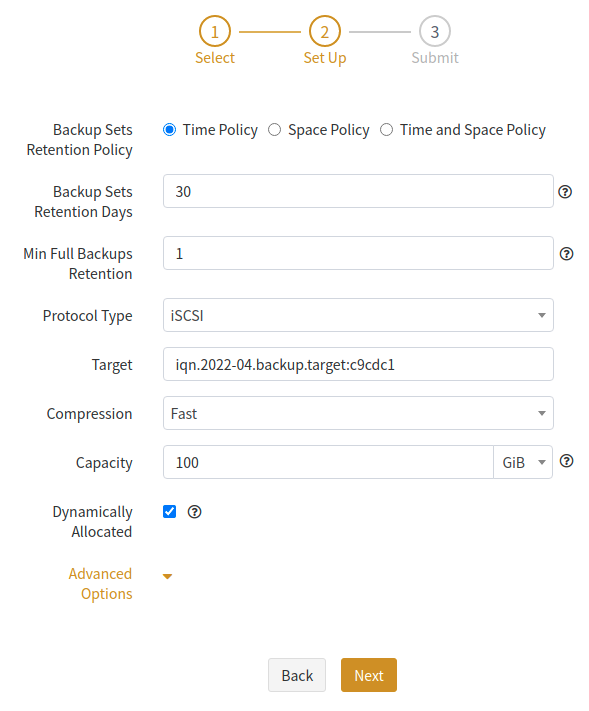 1
2
3
Select
Set Up
Submit
Backup Sets
Retention Policy
Time Policy
Space Policy
Time and Space Policy
Backup Sets
Retention Days
30
?
Min Full Backups
Retention
1
?
Protocol Type
iSCSI
Target
iqn.2022-04.backup.target:c9cdc1
Compression
Fast
Capacity
100
GiB
?
Dynamically
Allocated
?
Advanced
Options
Back
Next